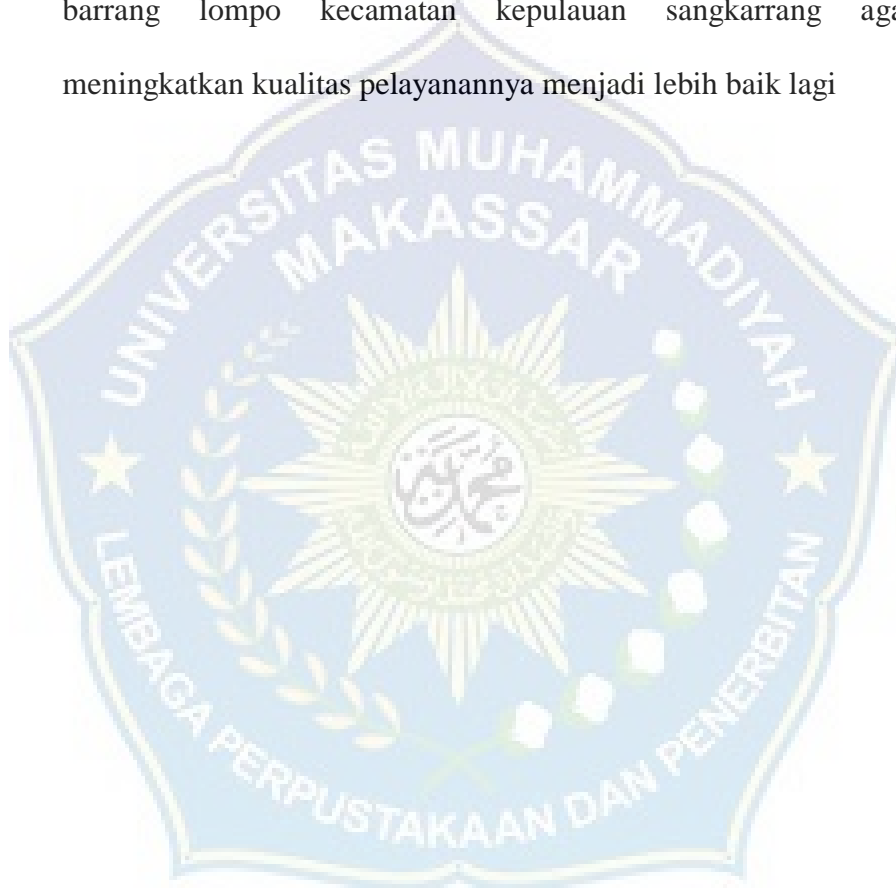 barrang lompo kecamatan kepulauan sangkarrang aga
meningkatkan kualitas pelayanannya menjadi lebih baik lagi
UNIVERSITAS MUHAMMADIYAH
MAKASSAR
LEMBAGA PERPUSTAKAAN DAN PENERBITAN